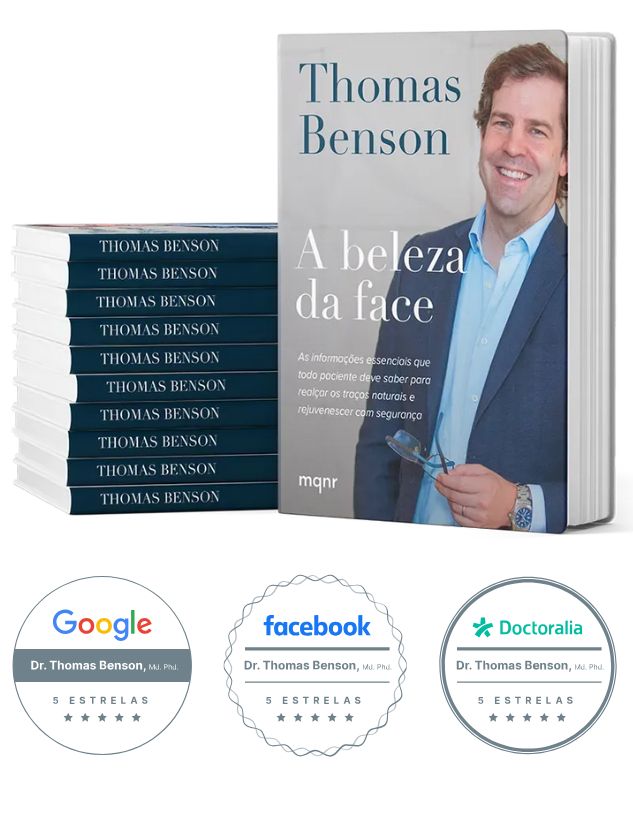 Thomas
Benson
A beleza
da face
As informações essenciais que
todo paciente deve saber para
realçar os traços naturais e
rejuvenescer com segurança
mqnr
THOMAS BENSON
THOMAS BENSON
THOMAS BENSON
THOMAS BENSON
THOMAS BENSON
THOMAS BENSON
THOMAS BENSON
THOMAS BENSON
THOMAS BENSON
THOMAS BENSON
Google
Dr. Thomas Benson, Md. Phd.
5 ESTRELAS
facebook
Dr. Thomas Benson, Md. Phd.
5 ESTRELAS
Doctoralia
Dr. Thomas Benson, Md. Phd.
5 ESTRELAS